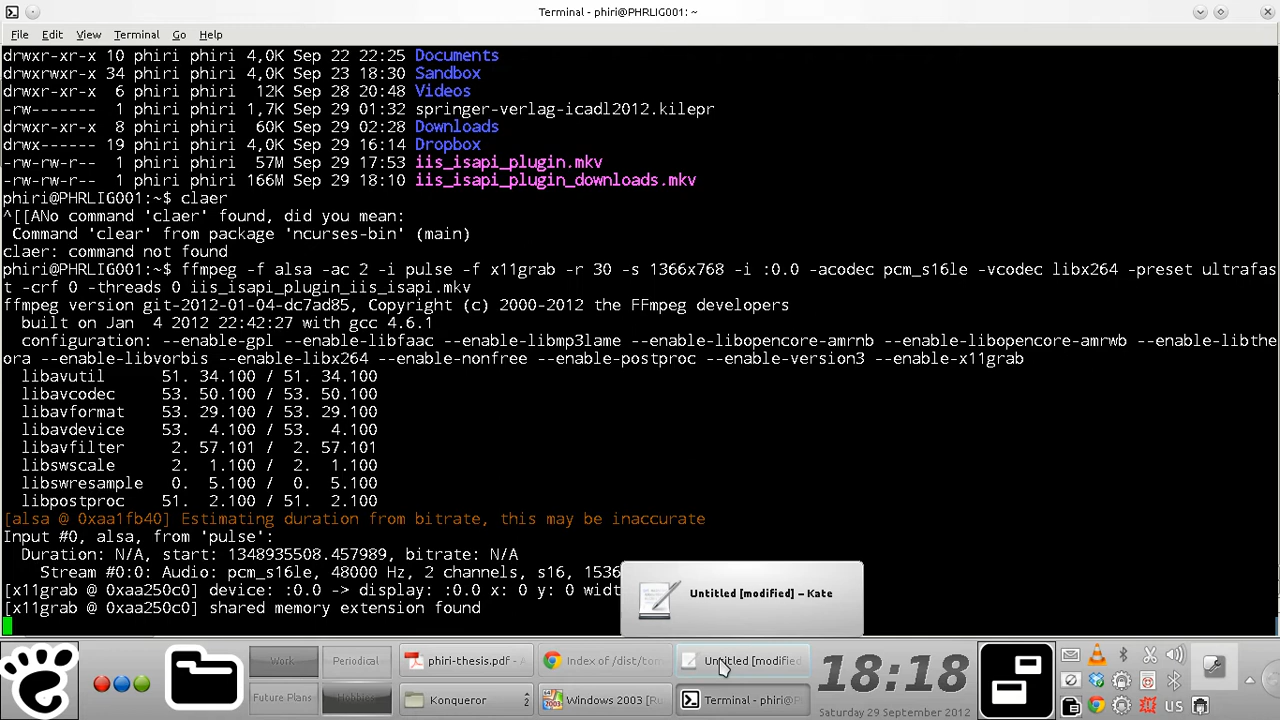 Terminal - phiri@PHRLIG001: ~
File Edit View Terminal Go Help
drwxr-xr-x 10 phiri phiri 4,0K Sep 22 22:25 Documents
drwxrwxr-x 34 phiri phiri 4,0K Sep 23 18:30 Sandbox
drwxr-xr-x 6 phiri phiri 12K Sep 28 20:48 Videos
-rw------- 1 phiri phiri 1,7K Sep 29 01:32 springer-verlag-icadl2012.kilepr
drwxr-xr-x 8 phiri phiri 60K Sep 29 02:28 Downloads
drwx------ 19 phiri phiri 4,0K Sep 29 16:14 Dropbox
-rw-rw-r-- 1 phiri phiri 57M Sep 29 17:53 iis_isapi_plugin.mkv
-rw-rw-r-- 1 phiri phiri 166M Sep 29 18:10 iis_isapi_plugin_downloads.mkv
phiri@PHRLIG001:~$ claer
^[[ANo command 'claer' found, did you mean:
Command 'clear' from package 'ncurses-bin' (main)
claer: command not found
phiri@PHRLIG001:~$ ffmpeg -f alsa -ac 2 -i pulse -f x11grab -r 30 -s 1366x768 -i :0.0 -acodec pcm_s16le -vcodec libx264 -preset ultrafa
st -crf 0 -threads 0 iis_isapi_plugin_iis_isapi.mkv
ffmpeg version git-2012-01-04-dc7ad85, Copyright (c) 2000-2012 the FFmpeg developers
built on Jan 4 2012 22:42:27 with gcc 4.6.1
configuration: --enable-gpl --enable-libfaac --enable-libmp3lame --enable-libopencore-amrnb --enable-libopencore-amrwb --enable-libthe
ora --enable-libvorbis --enable-libx264 --enable-nonfree --enable-postproc --enable-version3 --enable-x11grab
libavutil 51. 34.100 / 51. 34.100
libavcodec 53. 50.100 / 53. 50.100
libavformat 53. 29.100 / 53. 29.100
libavdevice 53. 4.100 / 53. 4.100
libavfilter 2. 57.101 / 2. 57.101
libswscale 2. 1.100 / 2. 1.100
libswresample 0. 5.100 / 0. 5.100
libpostproc 51. 2.100 / 51. 2.100
[alsa @ 0xaa1fb40] Estimating duration from bitrate, this may be inaccurate
Input #0, alsa, from 'pulse':
Duration: N/A, start: 1348935508.457989, bitrate: N/A
Stream #0:0: Audio: pcm_s16le, 48000 Hz, 2 channels, s16, 1536
[x11grab @ 0xaa250c0] device: :0.0 -> display: :0.0 x: 0 y: 0 widt
[x11grab @ 0xaa250c0] shared memory extension found
Untitled [modified] – Kate
Work Periodical phiri-thesis.pdf - Index of /dist/tom Untitled [modified 18:18
Future Plans Hobbies Konqueror 2 Windows 2003 [Ru Terminal - phiri@P US
Saturday 29 September 2012